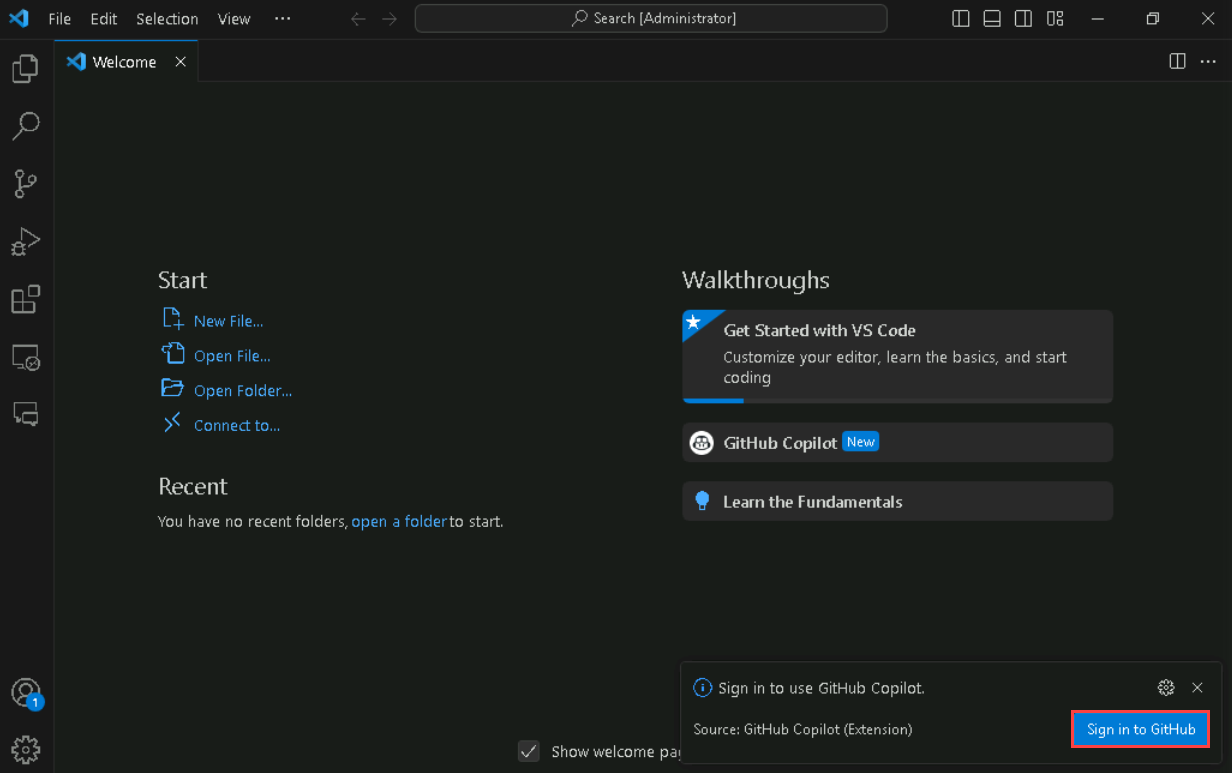 File Edit Selection View ··· Search [Administrator]
Welcome
Start
New File...
Open File...
Open Folder...
Connect to...
Recent
You have no recent folders, open a folder to start.
Walkthroughs
Get Started with VS Code
Customize your editor, learn the basics, and start
coding
GitHub Copilot New
Learn the Fundamentals
1
Sign in to use GitHub Copilot.
Source: GitHub Copilot (Extension) Sign in to GitHub
Show welcome